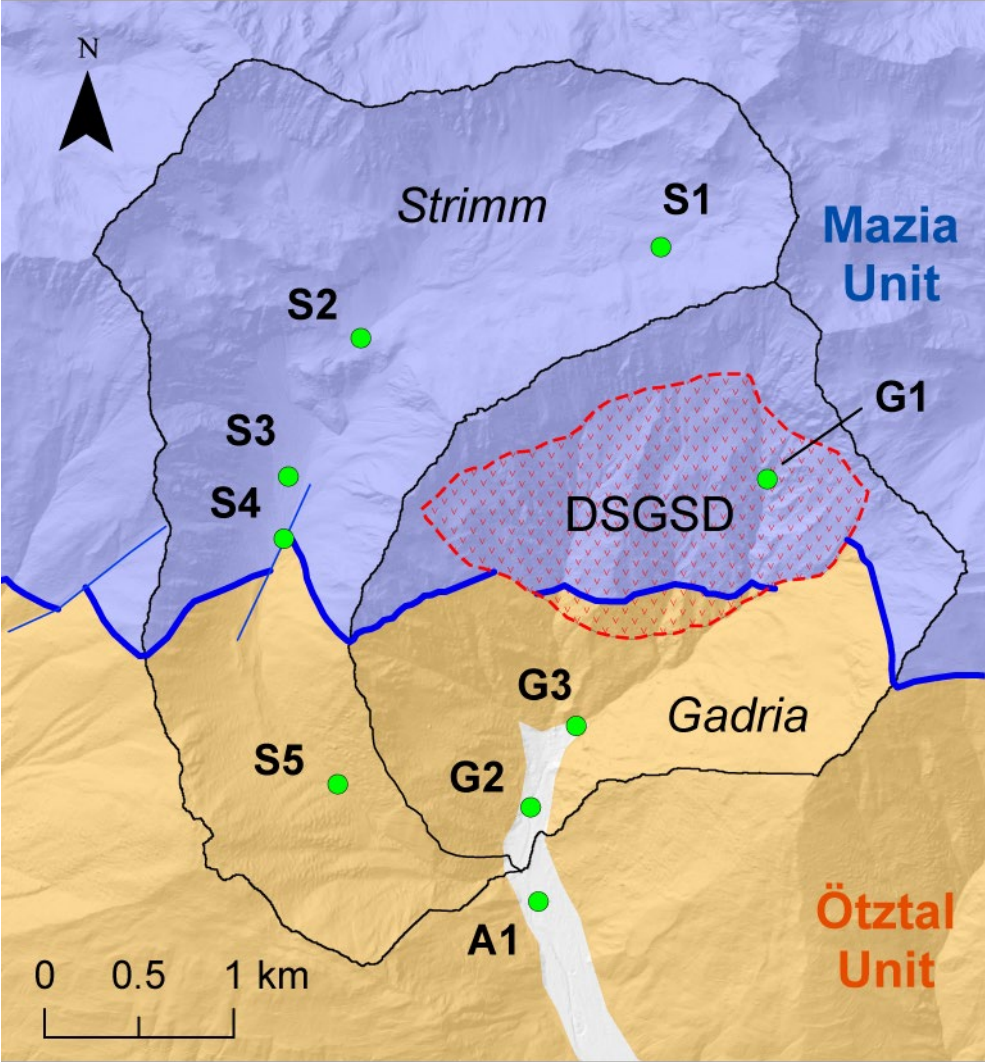 N
Strimm
S1
Mazia
Unit
S2
G1
S3
S4
DSGSD
G3
Gadria
S5
G2
Ötztal
Unit
A1
0 0.5 1 km